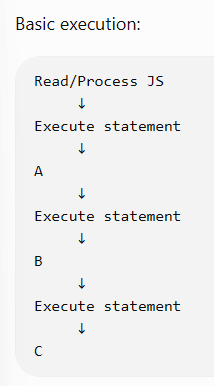 Basic execution:
Read/Process JS
↓
Execute statement
↓
A
↓
Execute statement
↓
B
↓
Execute statement
↓
C